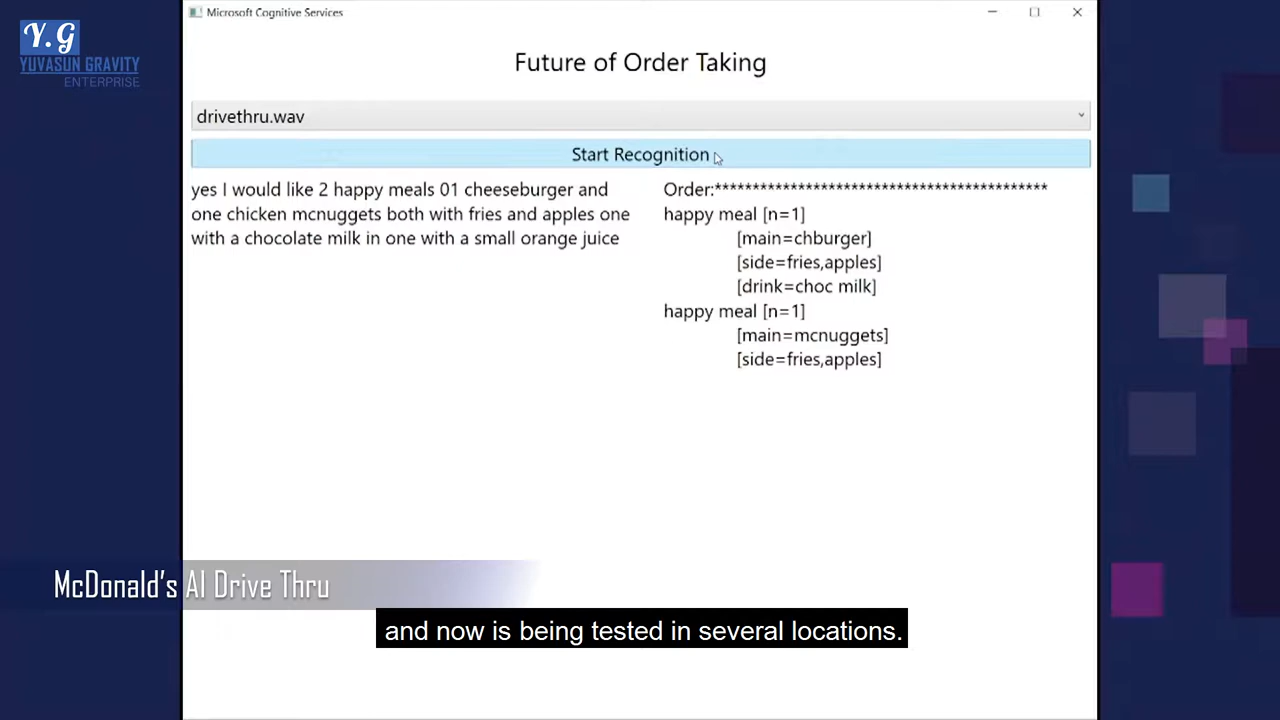 Y.G
YUVASUN GRAVITY
ENTERPRISE
Microsoft Cognitive Services
Future of Order Taking
drivethru.wav
Start Recognition
yes I would like 2 happy meals 01 cheeseburger and
one chicken mcnuggets both with fries and apples one
with a chocolate milk in one with a small orange juice
Order:********************************************
happy meal [n=1]
[main=chburger]
[side=fries,apples]
[drink=choc milk]
happy meal [n=1]
[main=mcnuggets]
[side=fries,apples]
McDonald's AI Drive Thru
and now is being tested in several locations.